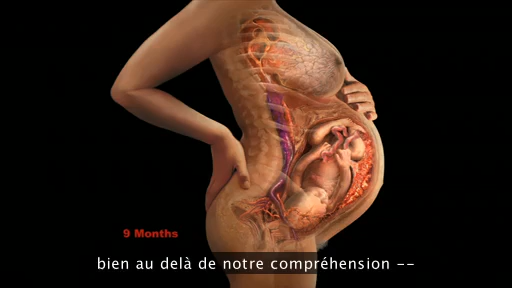 9 Months
bien au delà de notre compréhension --